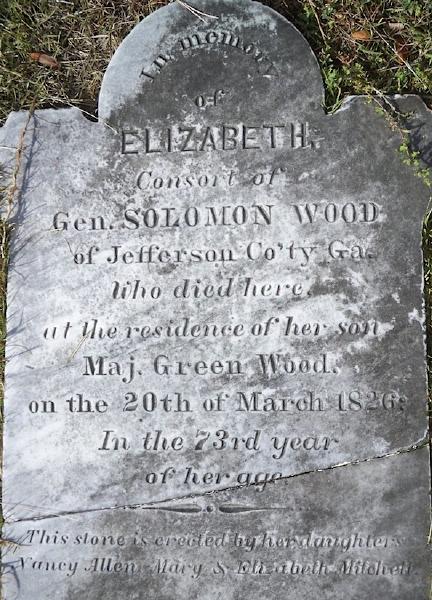 In memory
of
ELIZABETH.
Consort of
Gen. SOLOMON WOOD
of Jefferson Co'ty Ga.
Who died here,
at the residence of her son
Maj. Green Wood.
on the 20th of March 1826:
In the 73rd year
of her age
This stone is erected by her daughters
Nancy Allen, Mary S & Elizabeth Mitchell.